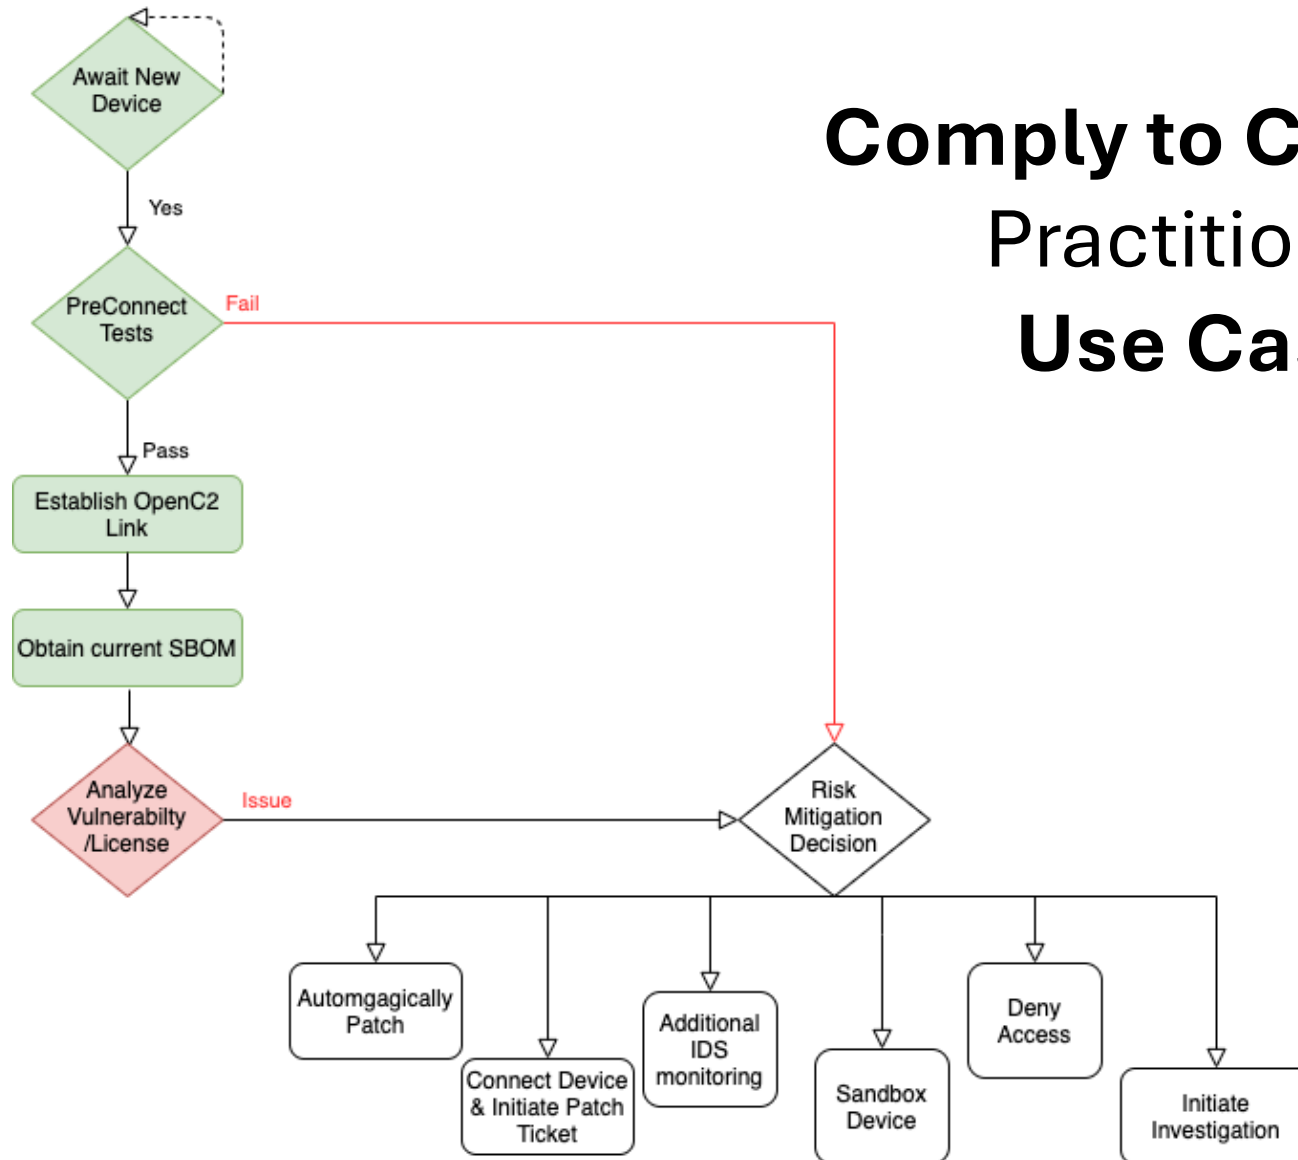 Await New
Device
Comply to C
Practitio
Use Cas
Yes
PreConnect
Tests
Fail
Pass
Establish OpenC2
Link
Obtain current SBOM
Analyze
Vulnerabilty
/License
Issue
Risk
Mitigation
Decision
Automgagically
Patch
Connect Device
& Initiate Patch
Ticket
Additional
IDS
monitoring
Sandbox
Device
Deny
Access
Initiate
Investigation